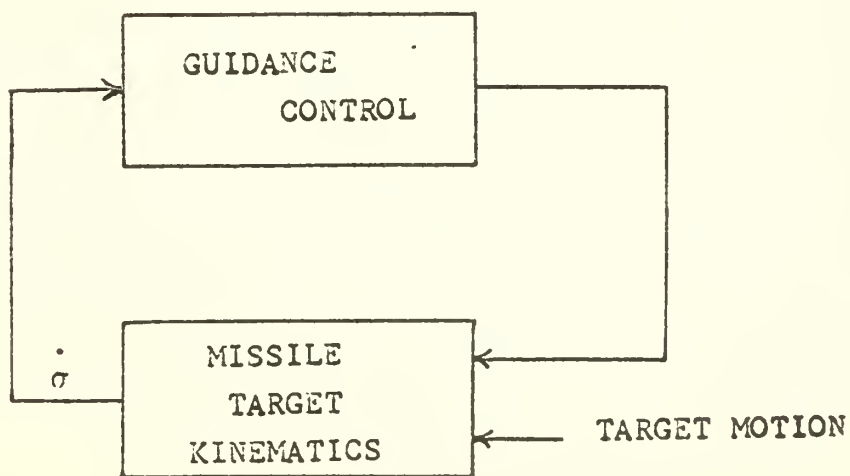 GUIDANCE
CONTROL
σ̇
MISSILE
TARGET
KINEMATICS
TARGET MOTION